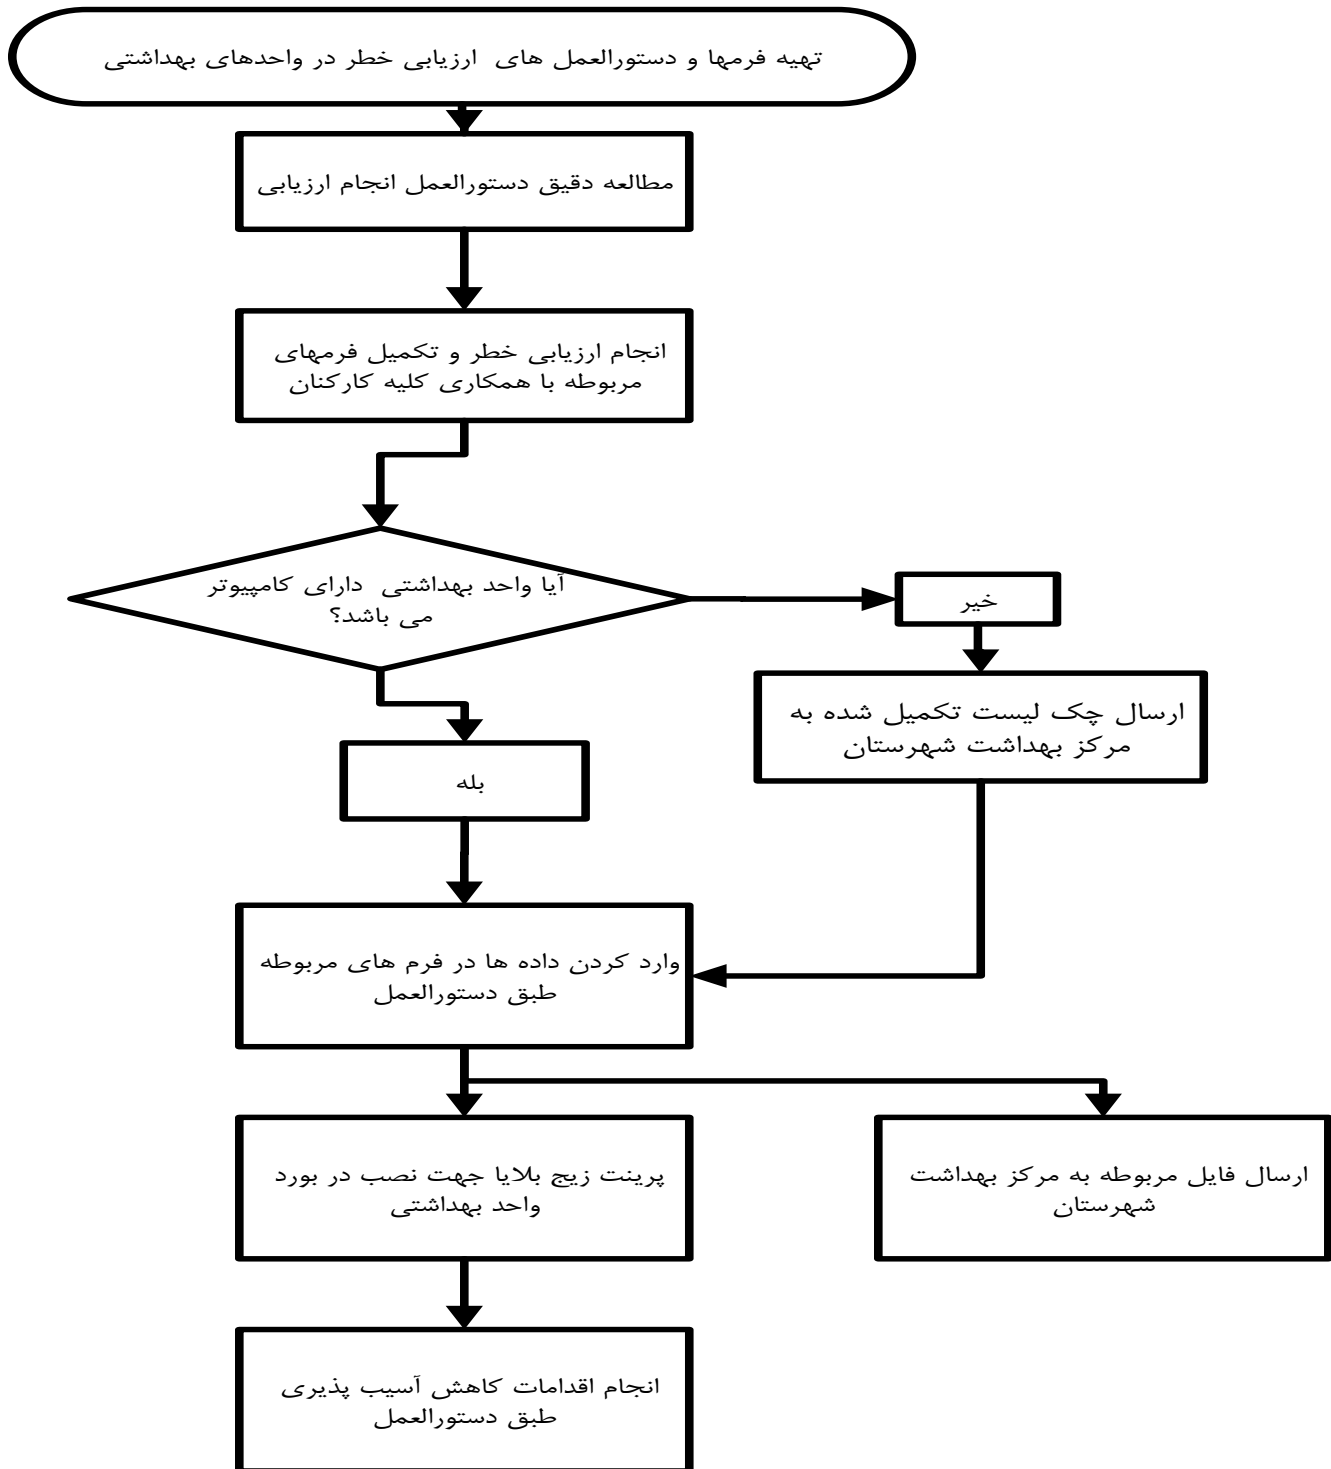 تهیه فرمها و دستورالعمل های ارزیابی خطر در واحدهای بهداشتی
مطالعه دقیق دستورالعمل انجام ارزیابی
انجام ارزیابی خطر و تکمیل فرمهای
مربوطه با همکاری کلیه کارکنان
آیا واحد بهداشتی دارای کامپیوتر
می باشد؟
خیر
ارسال چک لیست تکمیل شده به
مرکز بهداشت شهرستان
بله
وارد کردن داده ها در فرم های مربوطه
طبق دستورالعمل
پرینت زیج بلایا جهت نصب در بورد
واحد بهداشتی
ارسال فایل مربوطه به مرکز بهداشت
شهرستان
انجام اقدامات کاهش آسیب پذیری
طبق دستورالعمل